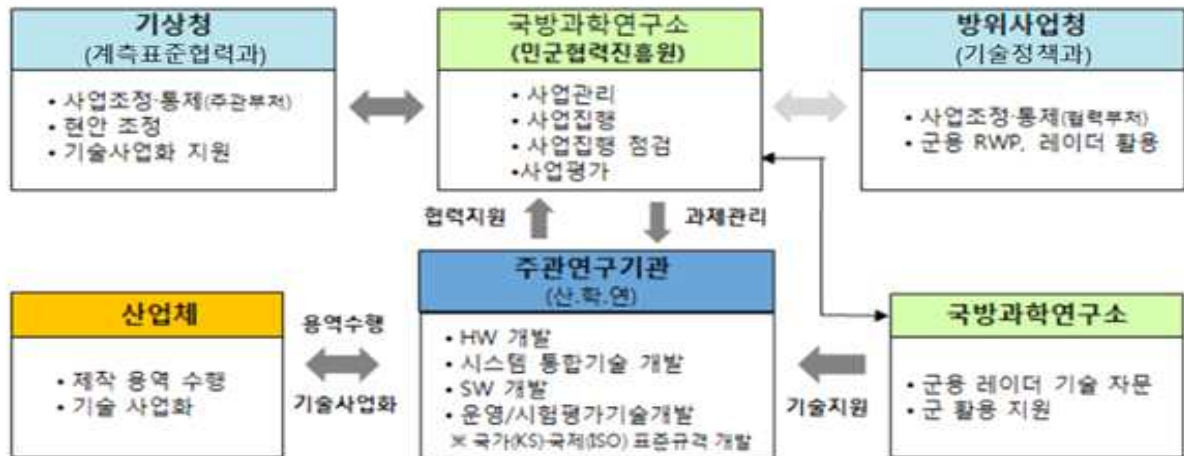 기상청
(계측표준협력과)
• 사업조정·통제(주관부처)
• 현안 조정
• 기술사업화 지원
국방과학연구소
(민군협력진흥원)
• 사업관리
• 사업집행
• 사업집행 점검
•사업평가
방위사업청
(기술정책과)
• 사업조정·통제(협력부처)
• 군용 RWP, 레이더 활용
협력지원
과제관리
산업체
• 제작 용역 수행
• 기술 사업화
용역수행
기술사업화
주관연구기관
(산.학.연)
• HW 개발
• 시스템 통합기술 개발
• SW 개발
• 운영/시험평가기술개발
※ 국가(KS)·국제(ISO) 표준규격 개발
기술지원
국방과학연구소
• 군용 레이더 기술 자문
• 군 활용 지원